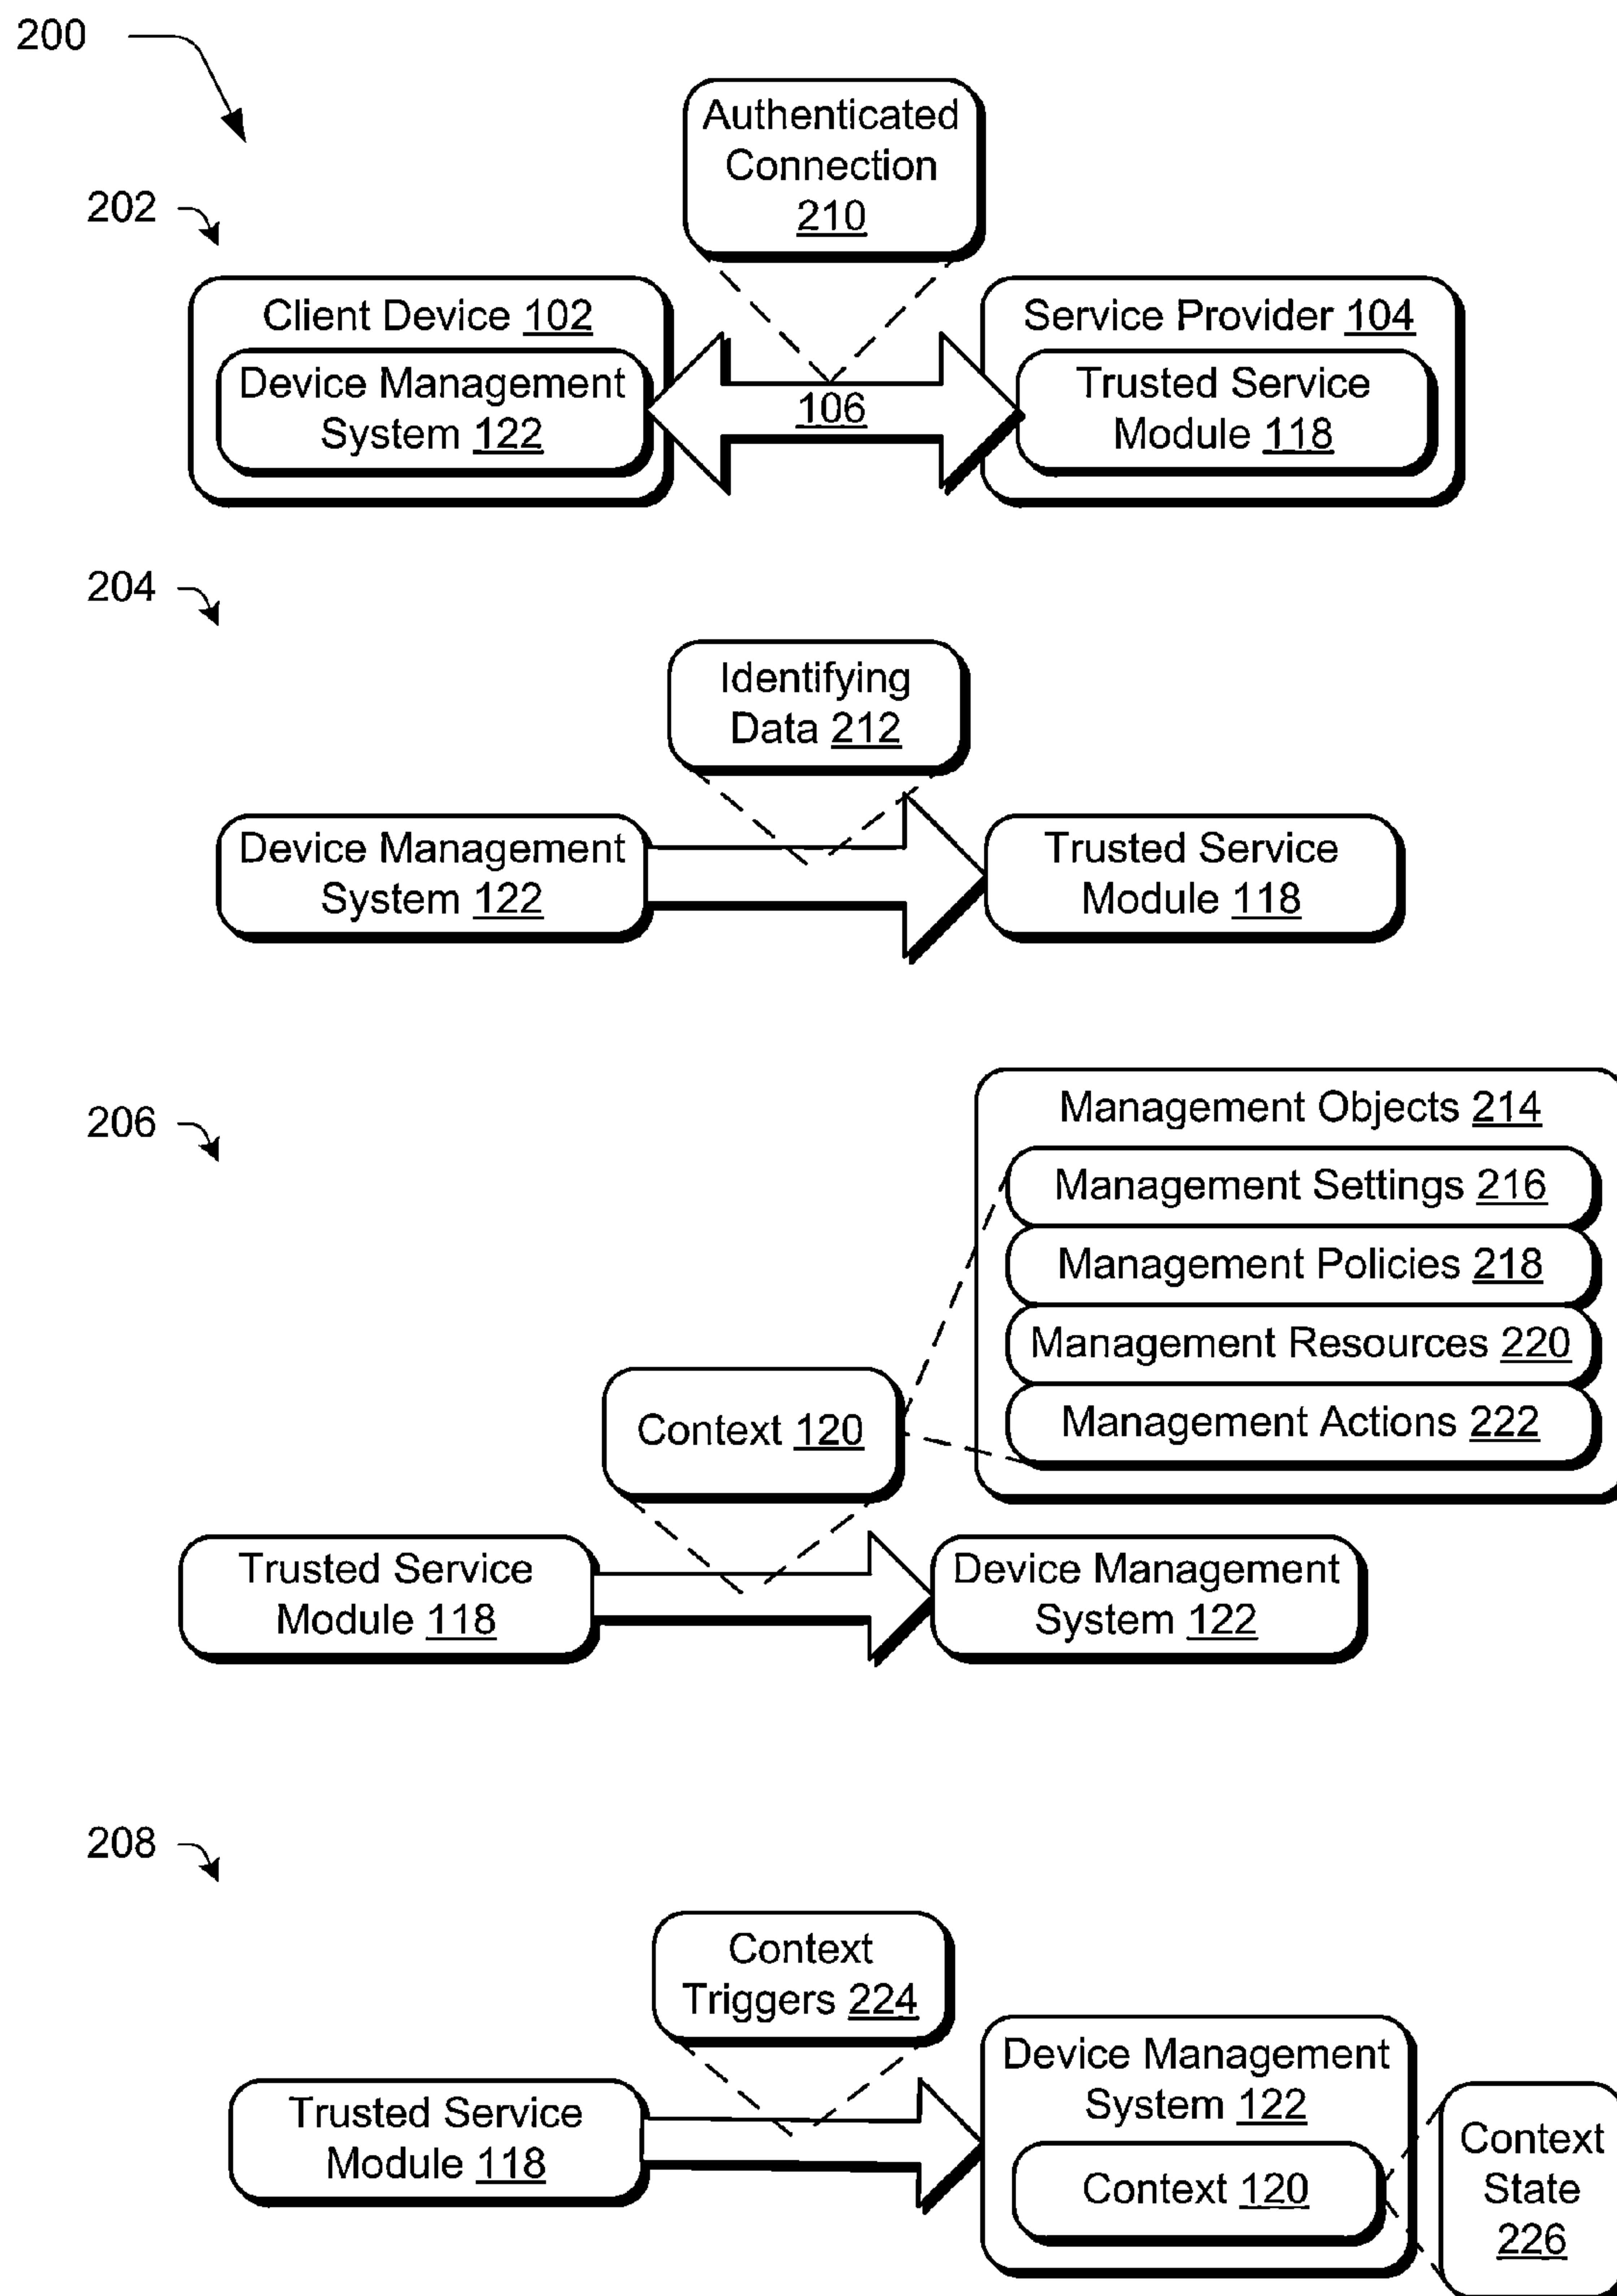 200
Authenticated
Connection
210
202
Client Device 102
Service Provider 104
Device Management
System 122
106
Trusted Service
Module 118
204
Identifying
Data 212
Device Management
System 122
Trusted Service
Module 118
206
Management Objects 214
Management Settings 216
Management Policies 218
Management Resources 220
Management Actions 222
Context 120
Trusted Service
Module 118
Device Management
System 122
208
Context
Triggers 224
Trusted Service
Module 118
Device Management
System 122
Context 120
Context
State
226